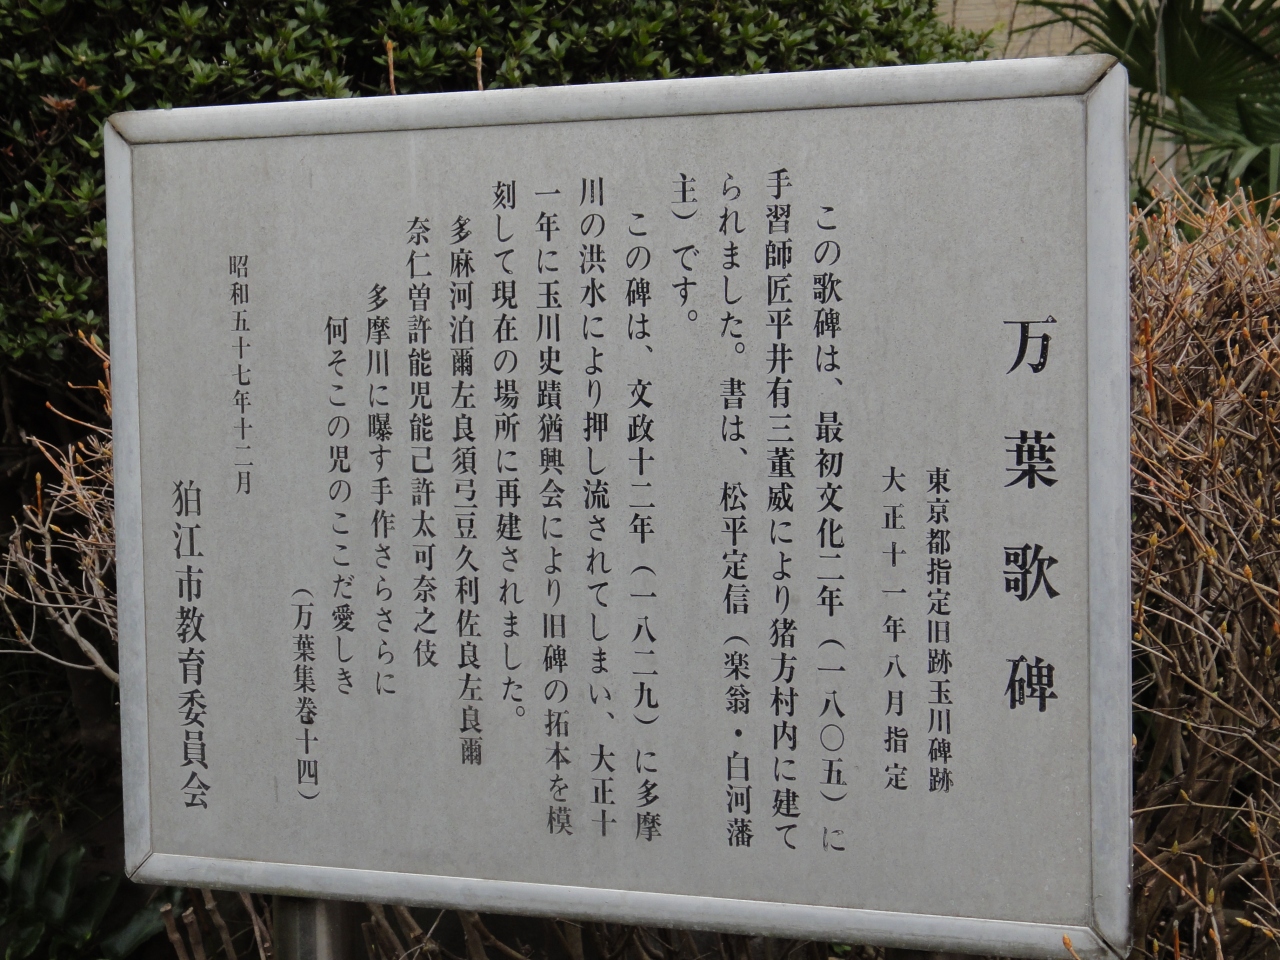 万葉歌碑
東京都指定旧跡玉川碑跡
大正十一年八月指定
この歌碑は、最初文化二年（一八〇五）に
手習師匠平井有三董威により猪方村内に建て
られました。書は、松平定信（楽翁・白河藩
主）です。
この碑は、文政十二年（一八二九）に多摩
川の洪水により押し流されてしまい、大正十
一年に玉川史蹟猶興会により旧碑の拓本を模
刻して現在の場所に再建されました。
多麻河泊爾左良須弖豆久利佐良左良爾
奈仁曽許能児能己許太可奈之伎
多摩川に曝す手作さらさらに
何そこの児のここだ愛しき
（万葉集巻十四）
昭和五十七年十二月
狛江市教育委員会